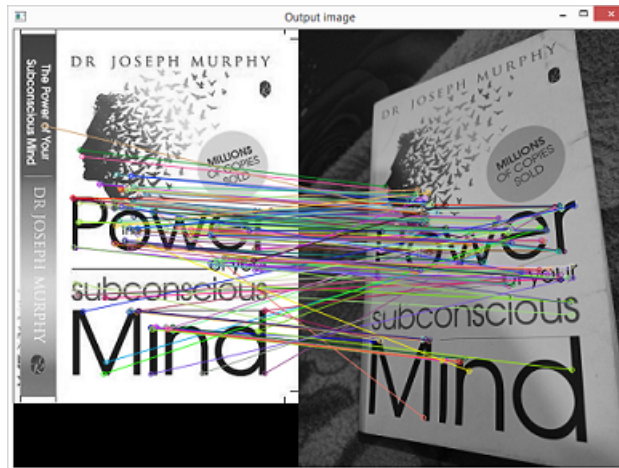 Output image
The Power of Your
Subconscious Mind
DR JOSEPH MURPHY
DR JOSEPH MURPHY
MILLIONS
OF COPIES
SOLD
Power
of your
subconscious
Mind
DR JOSEPH MURPHY
MILLIONS
OF COPIES
SOLD
Power
of your
subconscious
Mind